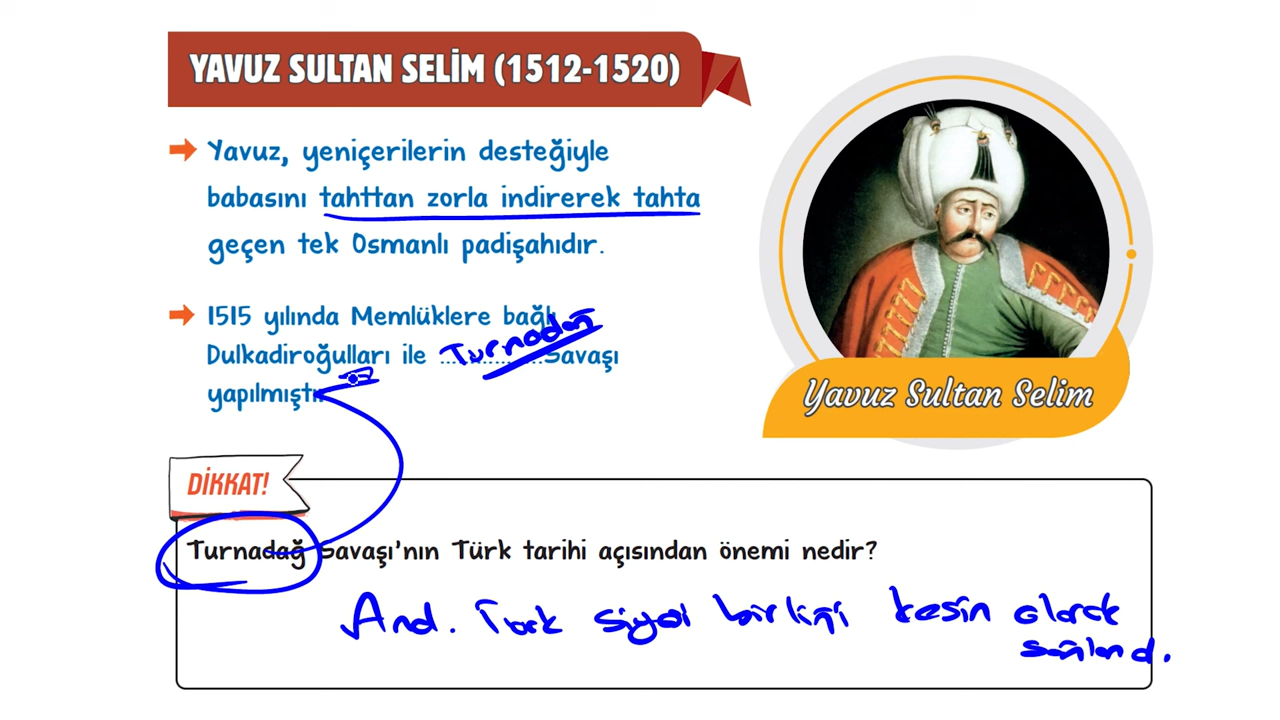 YAVUZ SULTAN SELİM (1512-1520)
Yavuz, yeniçerilerin desteğiyle
babasını tahttan zorla indirerek tahta
geçen tek Osmanlı padişahıdır.
1515 yılında Memlüklere bağlı
Dulkadiroğulları ile Turnadağ Savaşı
yapılmıştır
Yavuz Sultan Selim
DİKKAT!
Turnadağ Savaşı'nın Türk tarihi açısından önemi nedir?
And. Türk siyasi birliği kesin olarak
sağland.